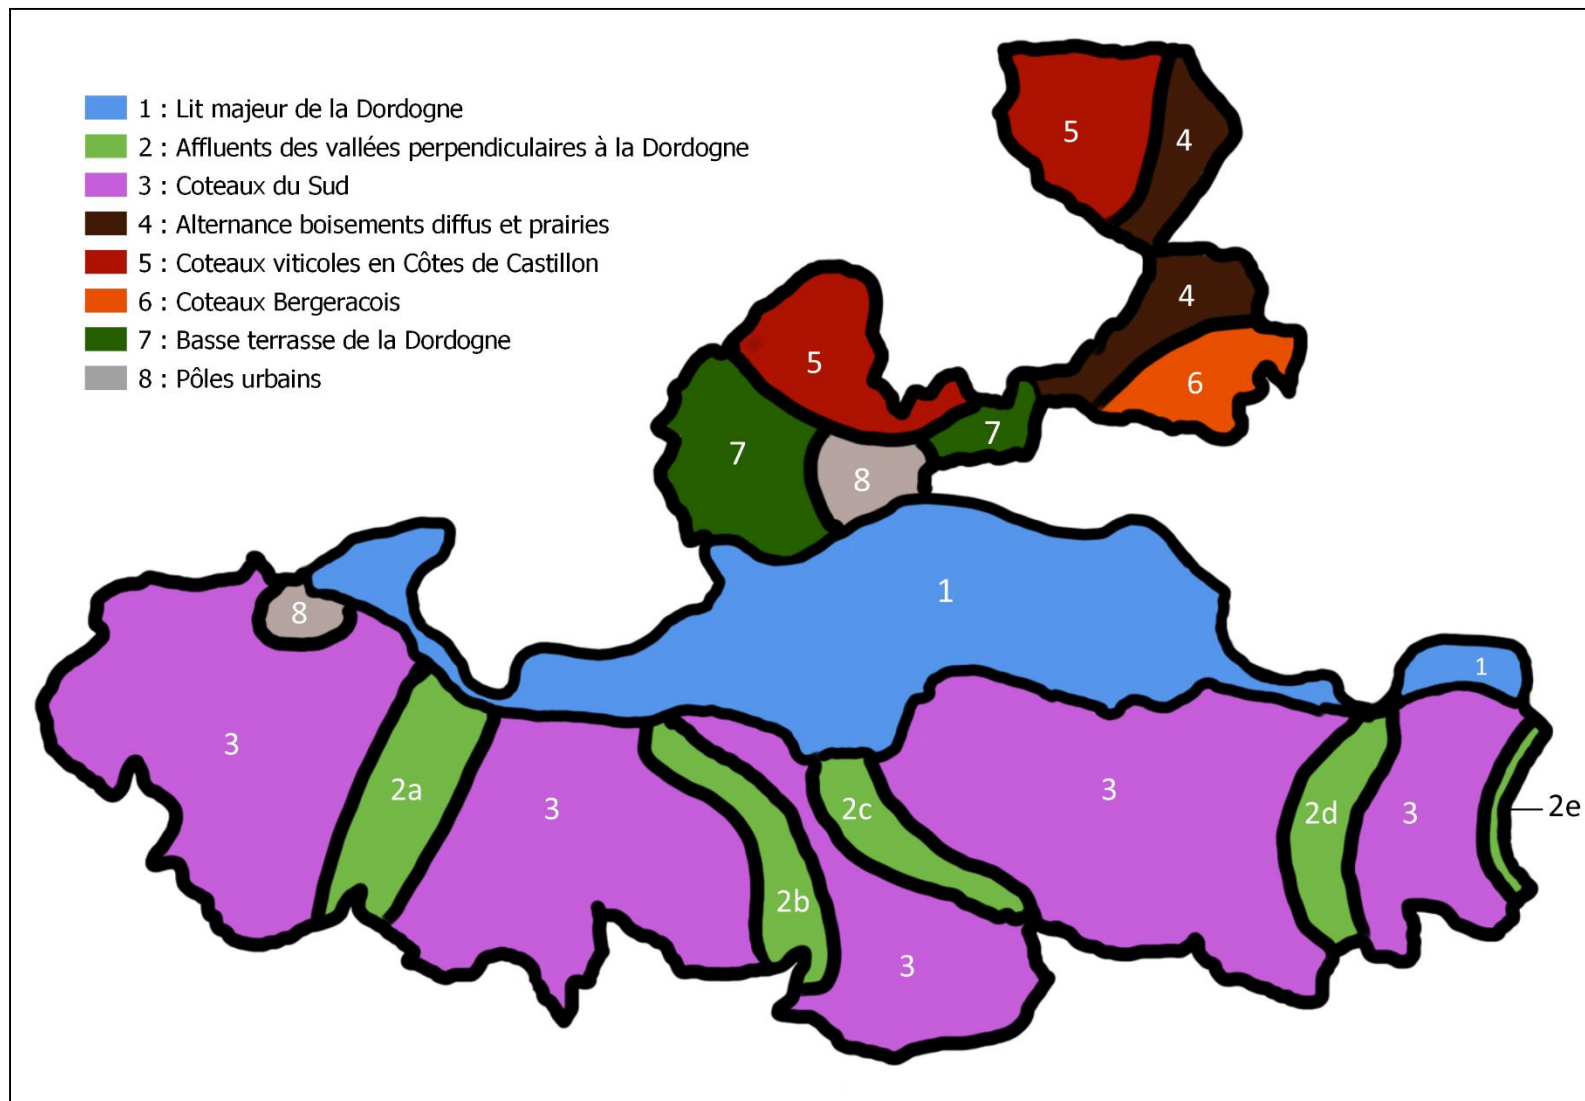 1 : Lit majeur de la Dordogne
2 : Affluents des vallées perpendiculaires à la Dordogne
3 : Coteaux du Sud
4 : Alternance boisements diffus et prairies
5 : Coteaux viticoles en Côtes de Castillon
6 : Coteaux Bergeracois
7 : Basse terrasse de la Dordogne
8 : Pôles urbains
5
4
4
5
6
7
7
8
1
8
1
3
2a
3
2b
2c
3
3
2d
3
2e